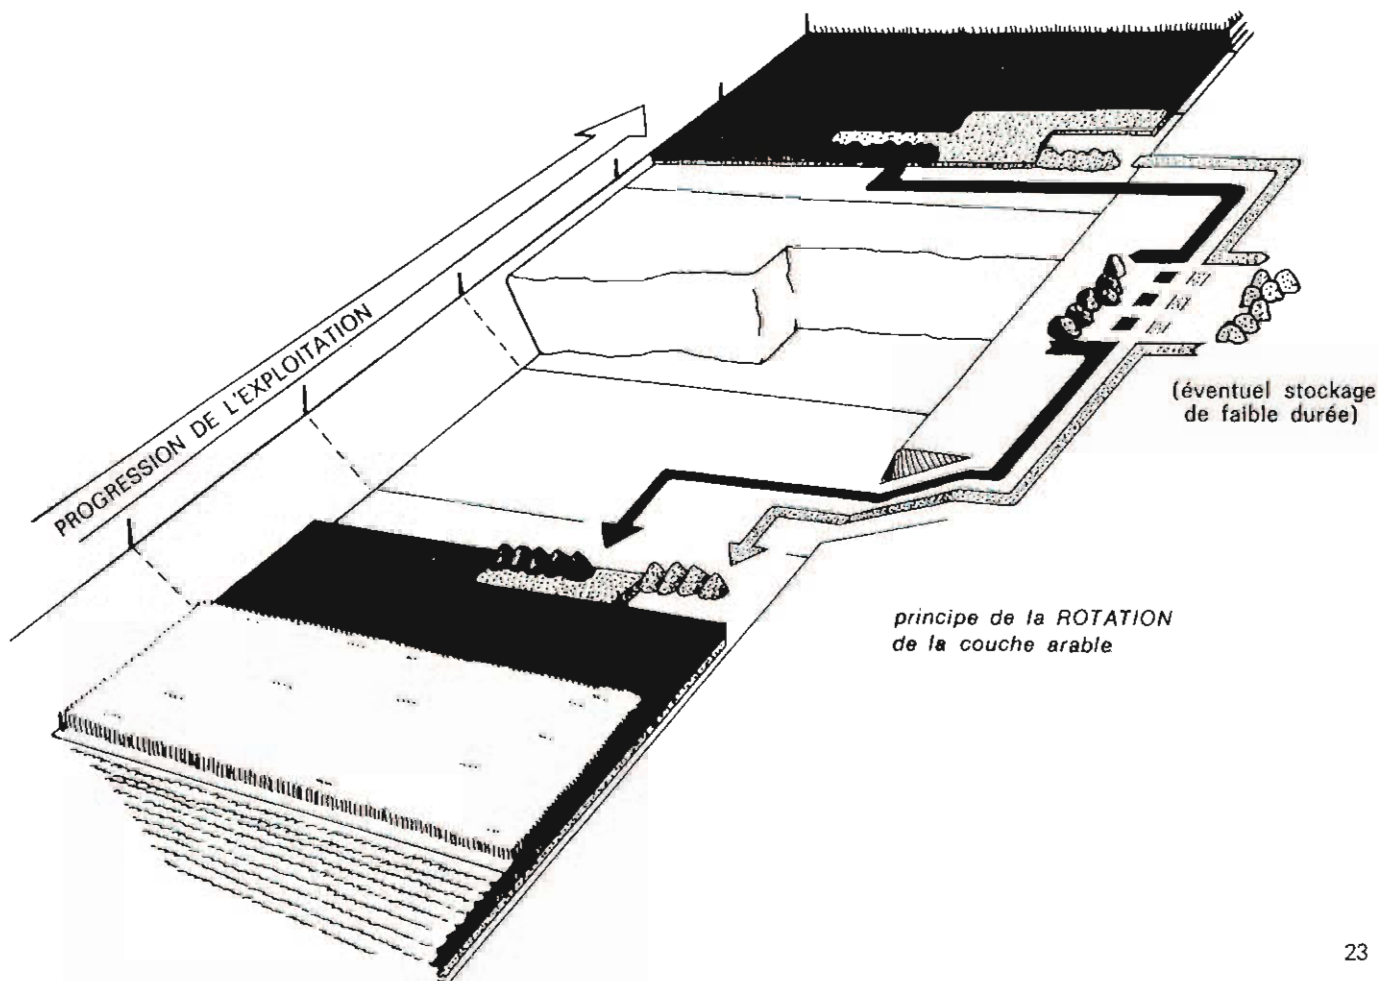 PROGRESSION DE L'EXPLOITATION
(éventuel stockage
de faible durée)
principe de la ROTATION
de la couche arable
23